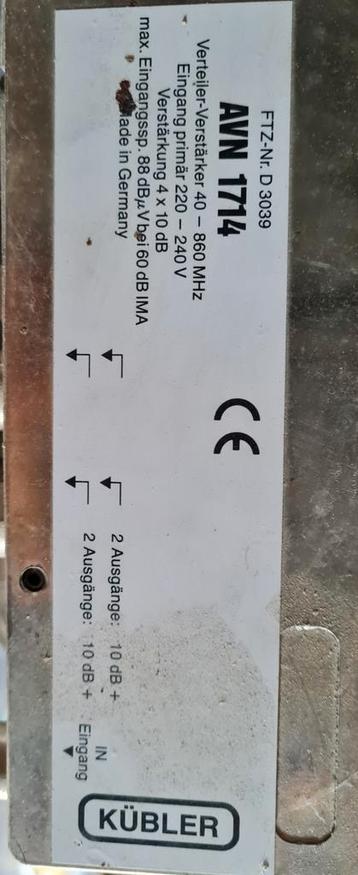 FTZ-Nr. D 3039
AVN 1714
CE
Verteiler-Verstärker 40 – 860 MHz
Eingang primär 220 – 240 V
Verstärkung 4 x 10 dB
max. Eingangssp. 88 dBµV bei 60 dB IMA
Made in Germany
2 Ausgänge: 10 dB +
2 Ausgänge: 10 dB +
IN
Eingang
KÜBLER